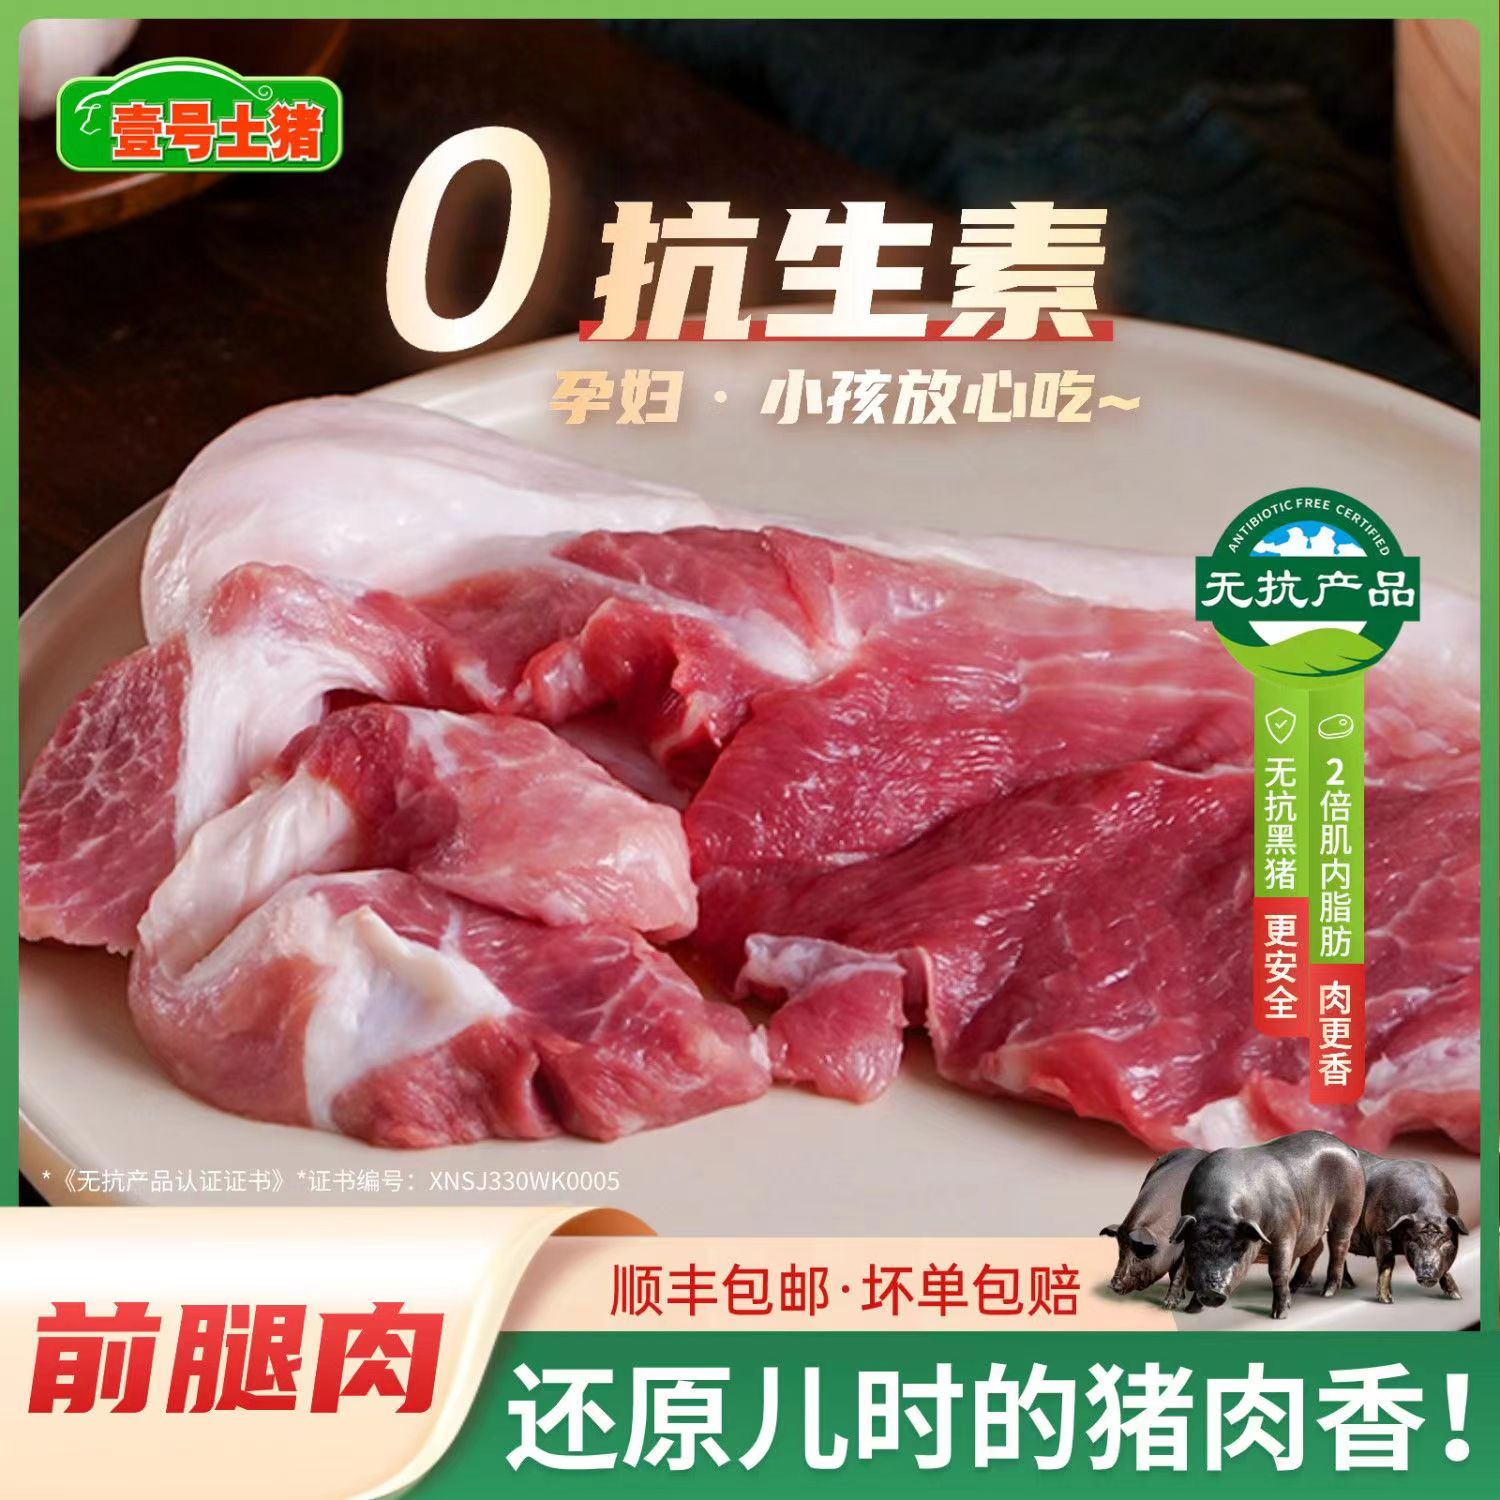 壹号土猪
0抗生素
孕妇·小孩放心吃~
ANTIBIOTIC FREE CERTIFIED
无抗产品
无抗黑猪
更安全
2倍肌内脂肪
肉更香
*《无抗产品认证证书》*证书编号：XNSJ330WK0005
顺丰包邮·坏单包赔
前腿肉
还原儿时的猪肉香！